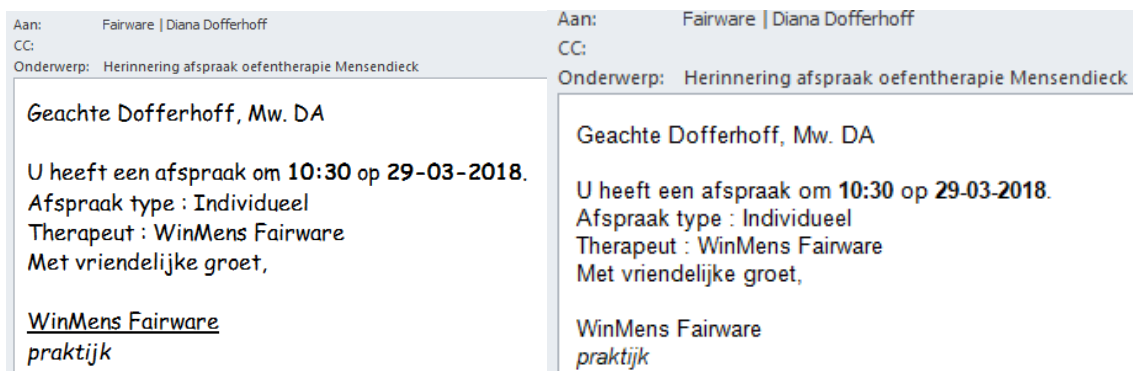 Aan: Fairware | Diana Dofferhoff
CC:
Onderwerp: Herinnering afspraak oefentherapie Mensendieck
Geachte Dofferhoff, Mw. DA
U heeft een afspraak om 10:30 op 29-03-2018.
Afspraak type : Individueel
Therapeut : WinMens Fairware
Met vriendelijke groet,
WinMens Fairware
praktijk
Aan: Fairware | Diana Dofferhoff
CC:
Onderwerp: Herinnering afspraak oefentherapie Mensendieck
Geachte Dofferhoff, Mw. DA
U heeft een afspraak om 10:30 op 29-03-2018.
Afspraak type : Individueel
Therapeut : WinMens Fairware
Met vriendelijke groet,
WinMens Fairware
praktijk